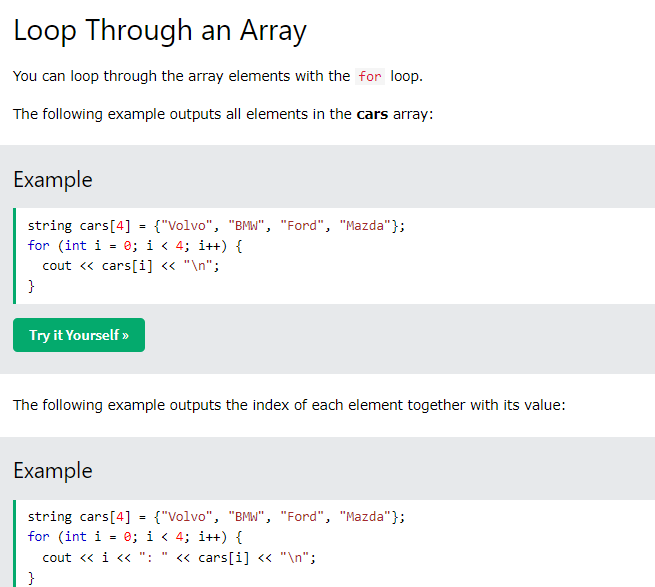 Loop Through an Array
You can loop through the array elements with the for loop.
The following example outputs all elements in the cars array:
Example
string cars[4] = {"Volvo", "BMW", "Ford", "Mazda"};
for (int i = 0; i < 4; i++) {
  cout << cars[i] << "\n";
}
Try it Yourself »
The following example outputs the index of each element together with its value:
Example
string cars[4] = {"Volvo", "BMW", "Ford", "Mazda"};
for (int i = 0; i < 4; i++) {
  cout << i << ": " << cars[i] << "\n";
}